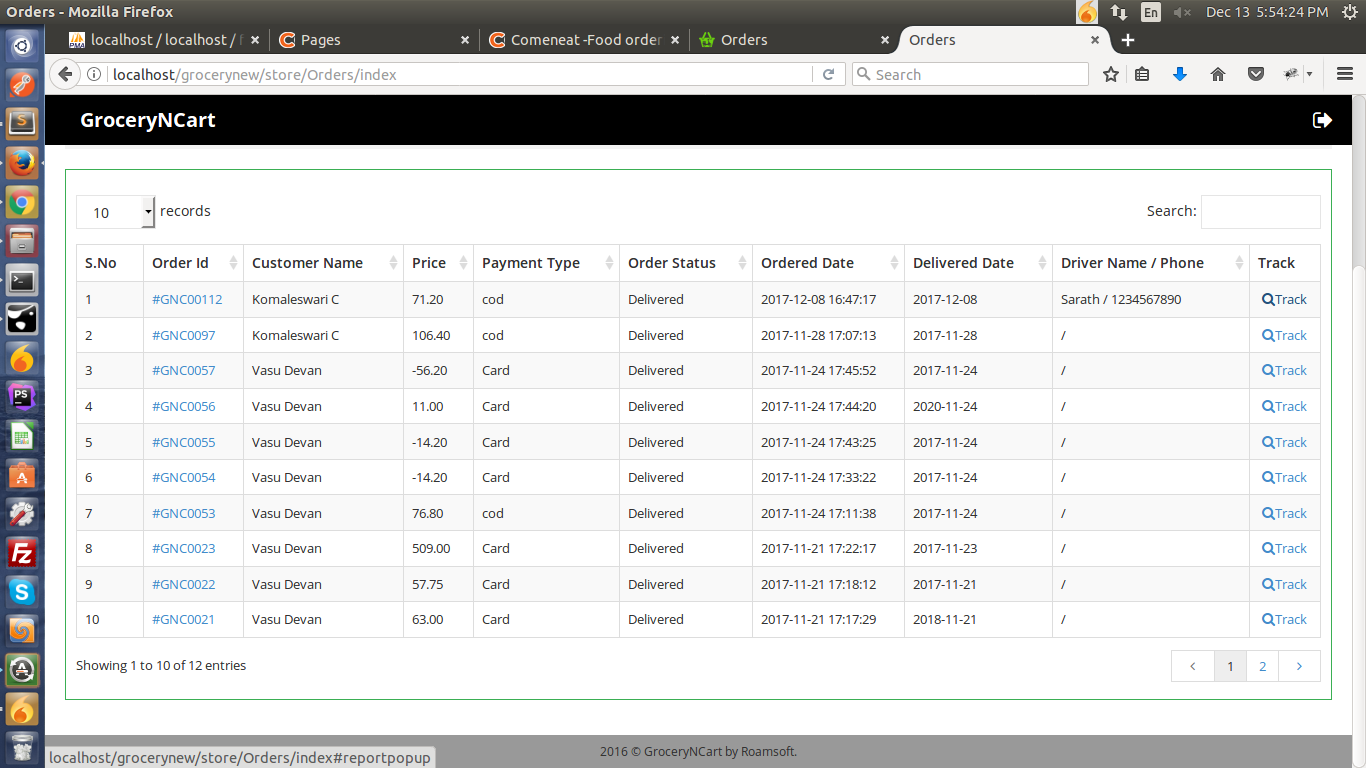 Orders - Mozilla Firefox
En
Dec 13 5:54:24 PM
PMA localhost / localhost / f
Pages
Comeneat -Food order
Orders
Orders
localhost/grocerynew/store/Orders/index
Search
GroceryNCart
10 records
Search:
S.No Order Id Customer Name Price Payment Type Order Status Ordered Date Delivered Date Driver Name / Phone Track
1 #GNC00112 Komaleswari C 71.20 cod Delivered 2017-12-08 16:47:17 2017-12-08 Sarath / 1234567890 Track
2 #GNC0097 Komaleswari C 106.40 cod Delivered 2017-11-28 17:07:13 2017-11-28 / Track
3 #GNC0057 Vasu Devan -56.20 Card Delivered 2017-11-24 17:45:52 2017-11-24 / Track
4 #GNC0056 Vasu Devan 11.00 Card Delivered 2017-11-24 17:44:20 2020-11-24 / Track
5 #GNC0055 Vasu Devan -14.20 Card Delivered 2017-11-24 17:43:25 2017-11-24 / Track
6 #GNC0054 Vasu Devan -14.20 Card Delivered 2017-11-24 17:33:22 2017-11-24 / Track
7 #GNC0053 Vasu Devan 76.80 cod Delivered 2017-11-24 17:11:38 2017-11-24 / Track
8 #GNC0023 Vasu Devan 509.00 Card Delivered 2017-11-21 17:22:17 2017-11-23 / Track
9 #GNC0022 Vasu Devan 57.75 Card Delivered 2017-11-21 17:18:12 2017-11-21 / Track
10 #GNC0021 Vasu Devan 63.00 Card Delivered 2017-11-21 17:17:29 2018-11-21 / Track
Showing 1 to 10 of 12 entries
‹ 1 2 ›
2016 © GroceryNCart by Roamsoft.
localhost/grocerynew/store/Orders/index#reportpopup
PS
Fz